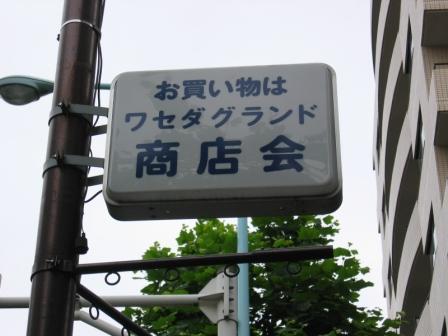 お買い物は
ワセダグランド
商店会